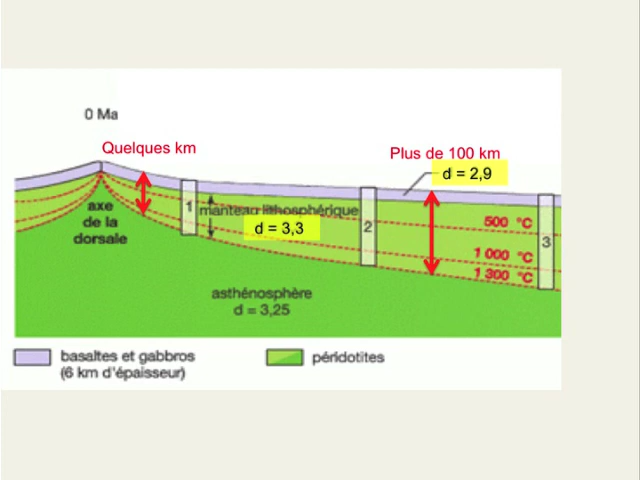 0 Ma
Quelques km
Plus de 100 km
d = 2,9
1
manteau lithosphérique
d = 3,3
2
3
500 °C
1 000 °C
1 300 °C
axe
de la
dorsale
asthénosphère
d = 3,25
basaltes et gabbros
(6 km d'épaisseur)
péridotites